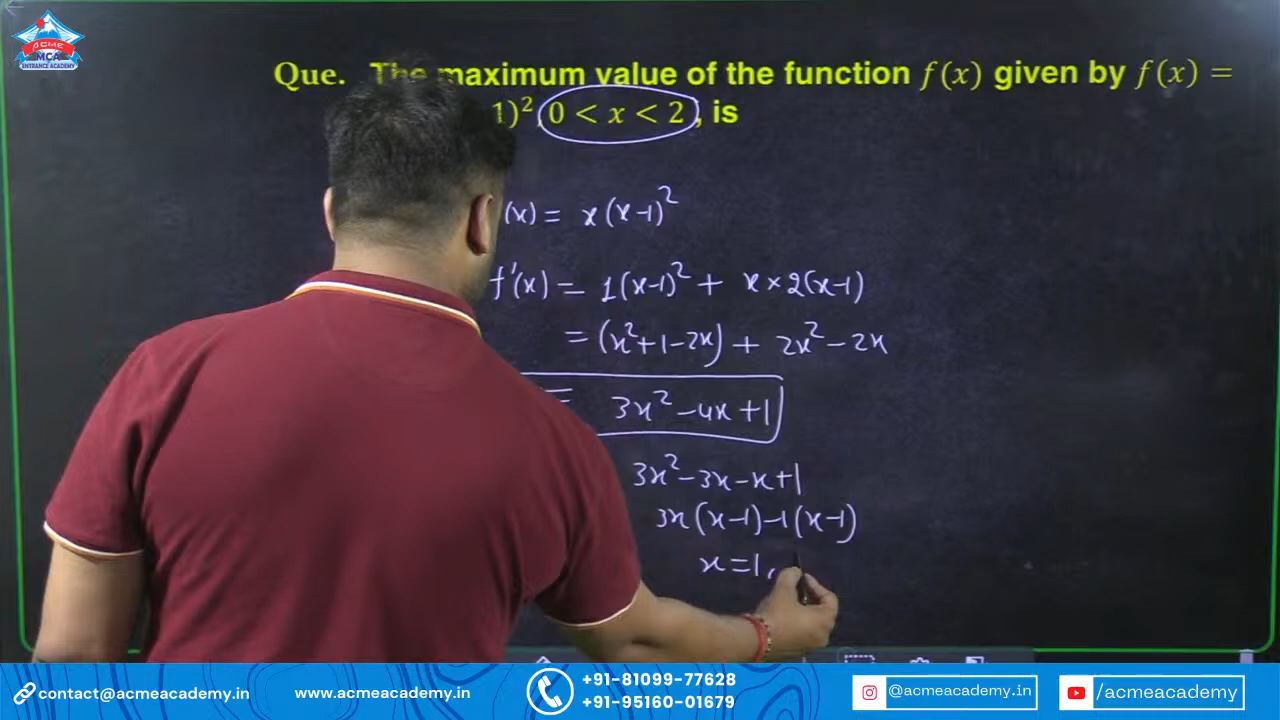 ACME
MCA
ENTRANCE ACADEMY
Que. The maximum value of the function f(x) given by f(x) =
1)², 0 < x < 2, is
(x) = x(x-1)²
f'(x) = 1(x-1)² + x×2(x-1)
= (x²+1-2x) + 2x²-2x
= 3x²-4x+1
3x²-3x-x+1
3x(x-1)-1(x-1)
x=1,
contact@acmeacademy.in
www.acmeacademy.in
+91-81099-77628
+91-95160-01679
@acmeacademy.in
/acmeacademy